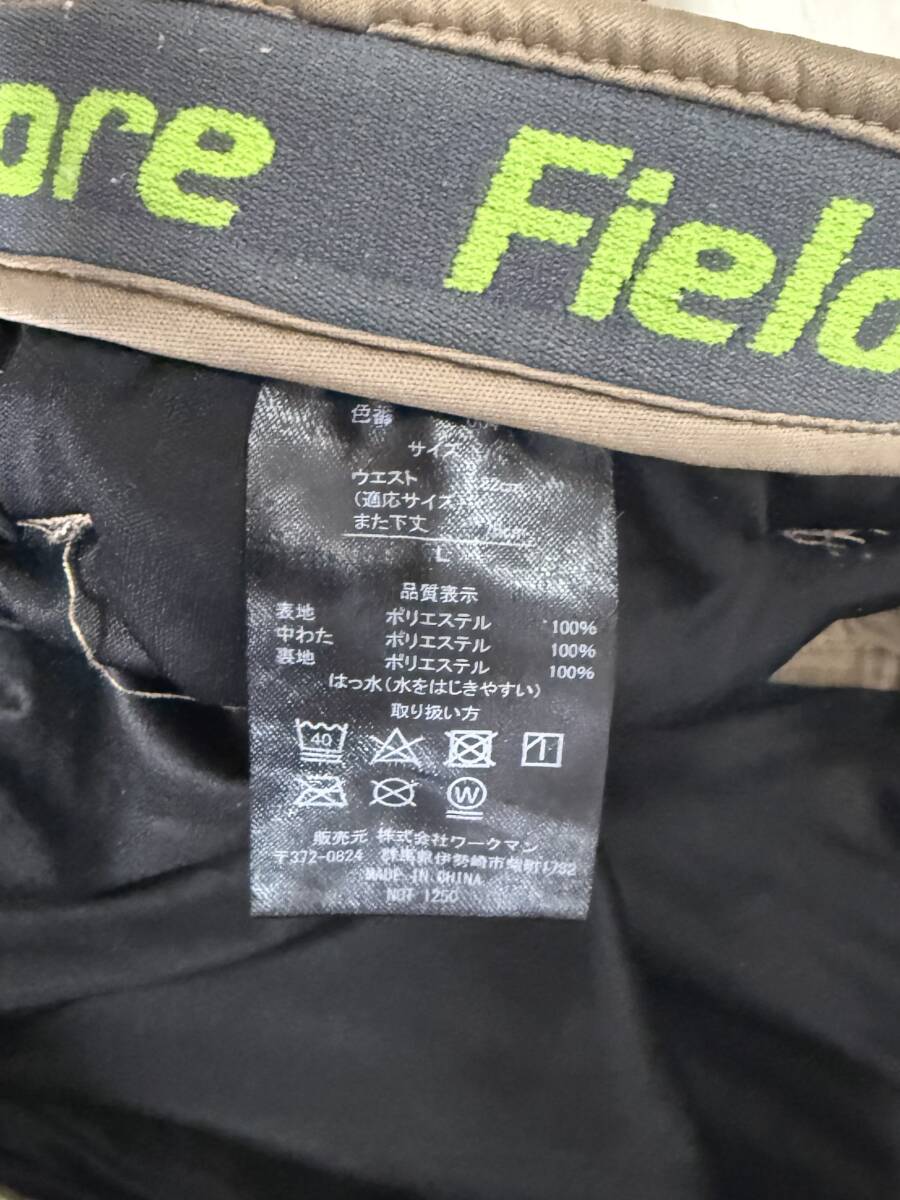 ore Field
色番
サイズ
ウエスト 82cm
(適応サイズ)
また下丈
L
品質表示
表地 ポリエステル 100%
中わた ポリエステル 100%
裏地 ポリエステル 100%
はっ水(水をはじきやすい)
取り扱い方
40
W
販売元 株式会社ワークマン
〒372-0824 群馬県伊勢崎市柴町1732
MADE IN CHINA